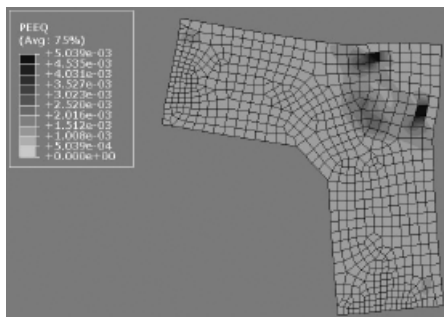 PEEQ
(Avg: 75%)
+5.039e-03
+4.535e-03
+4.031e-03
+3.527e-03
+3.023e-03
+2.520e-03
+2.016e-03
+1.512e-03
+1.008e-03
+5.039e-04
+0.000e+00